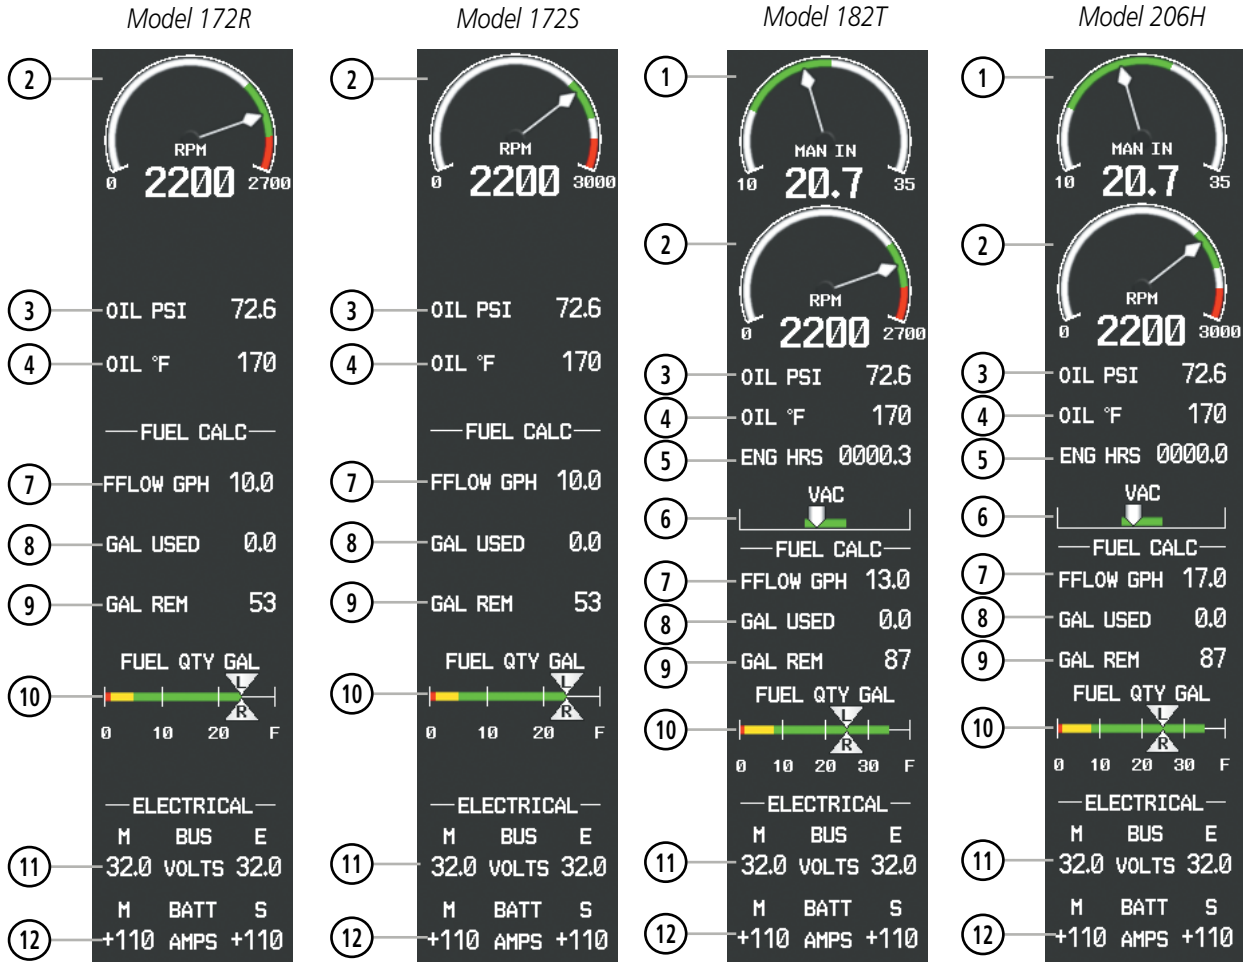 Model 172R
2
RPM
2200
0 2700
3 OIL PSI 72.6
4 OIL °F 170
FUEL CALC
7 FFLOW GPH 10.0
8 GAL USED 0.0
9 GAL REM 53
FUEL QTY GAL
L
10
R
0 10 20 F
ELECTRICAL
M BUS E
11 32.0 VOLTS 32.0
M BATT S
12 +110 AMPS +110
Model 172S
2
RPM
2200
0 3000
3 OIL PSI 72.6
4 OIL °F 170
FUEL CALC
7 FFLOW GPH 10.0
8 GAL USED 0.0
9 GAL REM 53
FUEL QTY GAL
L
10
R
0 10 20 F
ELECTRICAL
M BUS E
11 32.0 VOLTS 32.0
M BATT S
12 +110 AMPS +110
Model 182T
1
MAN IN
10 20.7 35
2
RPM
0 2200 2700
3 OIL PSI 72.6
4 OIL °F 170
5 ENG HRS 0000.3
VAC
6
FUEL CALC
7 FFLOW GPH 13.0
8 GAL USED 0.0
9 GAL REM 87
FUEL QTY GAL
L
10
R
0 10 20 30 F
ELECTRICAL
M BUS E
11 32.0 VOLTS 32.0
M BATT S
12 +110 AMPS +110
Model 206H
1
MAN IN
10 20.7 35
2
RPM
0 2200 3000
3 OIL PSI 72.6
4 OIL °F 170
5 ENG HRS 0000.0
VAC
6
FUEL CALC
7 FFLOW GPH 17.0
8 GAL USED 0.0
9 GAL REM 87
FUEL QTY GAL
L
10
R
0 10 20 30 F
ELECTRICAL
M BUS E
11 32.0 VOLTS 32.0
M BATT S
12 +110 AMPS +110